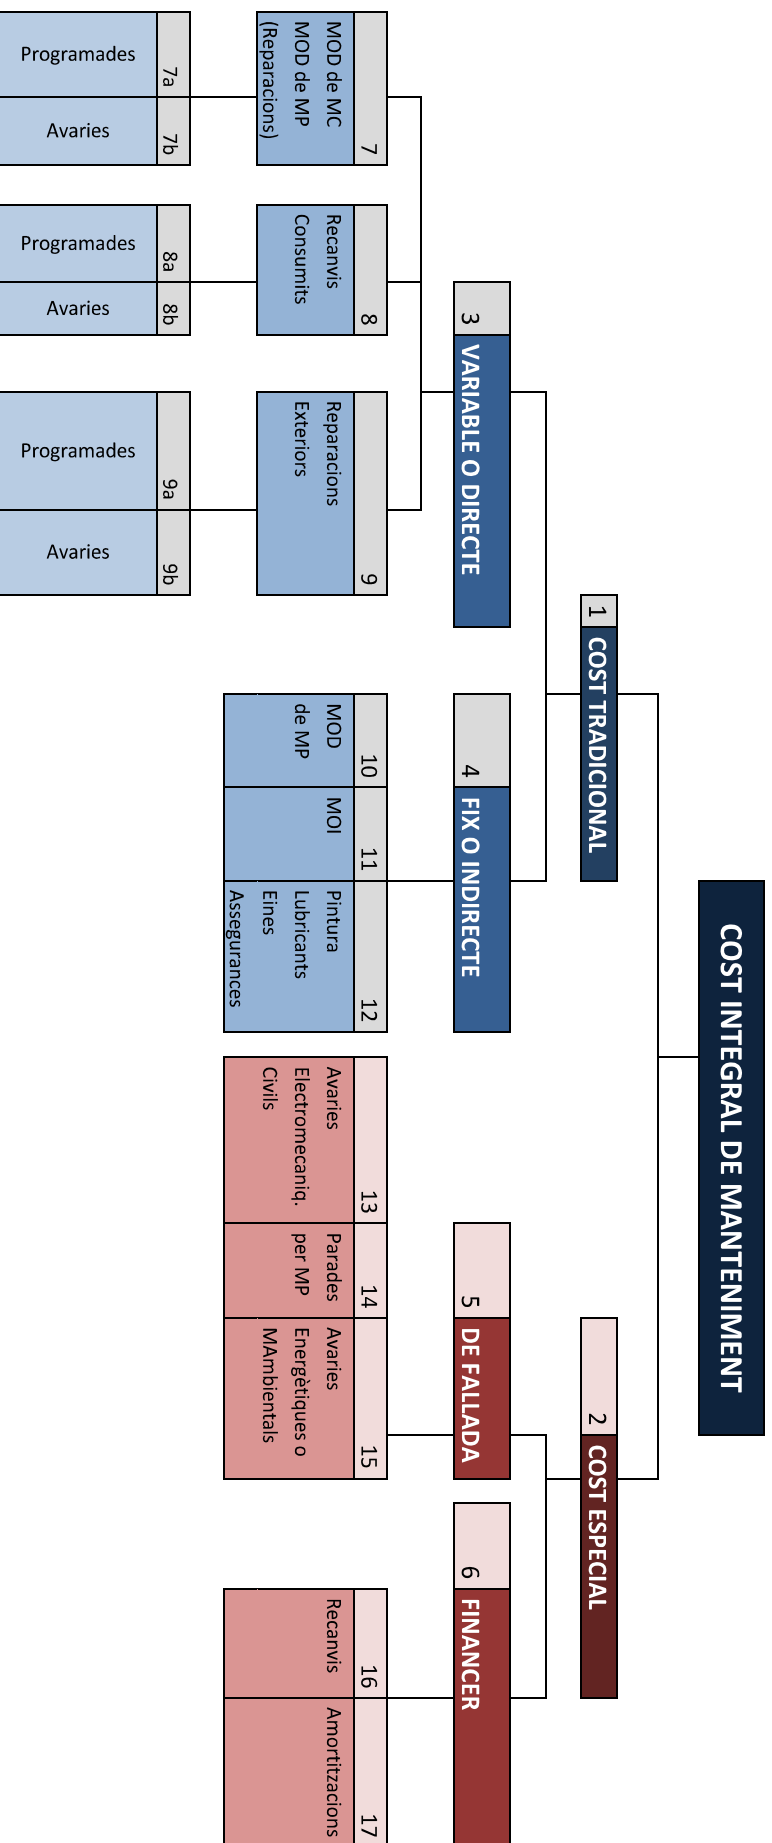 COST INTEGRAL DE MANTENIMENT
1 COST TRADICIONAL
2 COST ESPECIAL
3 VARIABLE O DIRECTE
4 FIX O INDIRECTE
5 DE FALLADA
6 FINANCER
7
MOD de MC
MOD de MP
(Reparacions)
8
Recanvis
Consumits
9
Reparacions
Exteriors
10
MOD
de MP
11
MOI
12
Pintura
Lubricants
Eines
Assegurances
13
Avaries
Electromecaniq.
Civils
14
Parades
per MP
15
Avaries
Energètiques o
MAmbientals
16
Recanvis
17
Amortitzacions
7a
Programades
7b
Avaries
8a
Programades
8b
Avaries
9a
Programades
9b
Avaries